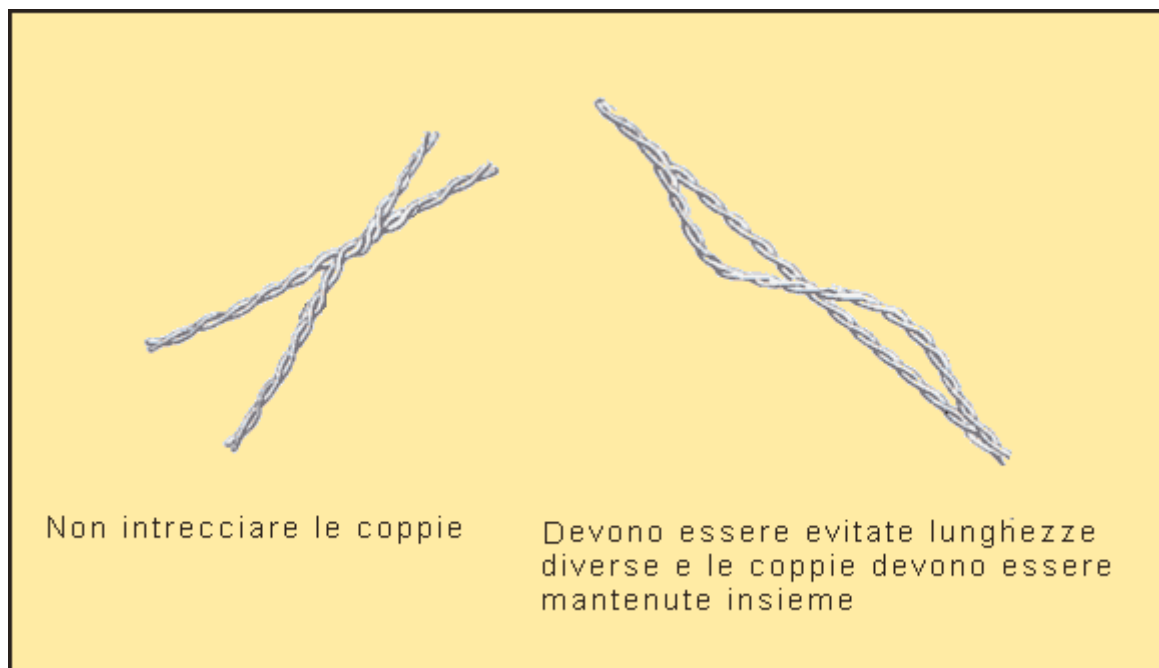 Non intrecciare le coppie
Devono essere evitate lunghezze
diverse e le coppie devono essere
mantenute insieme